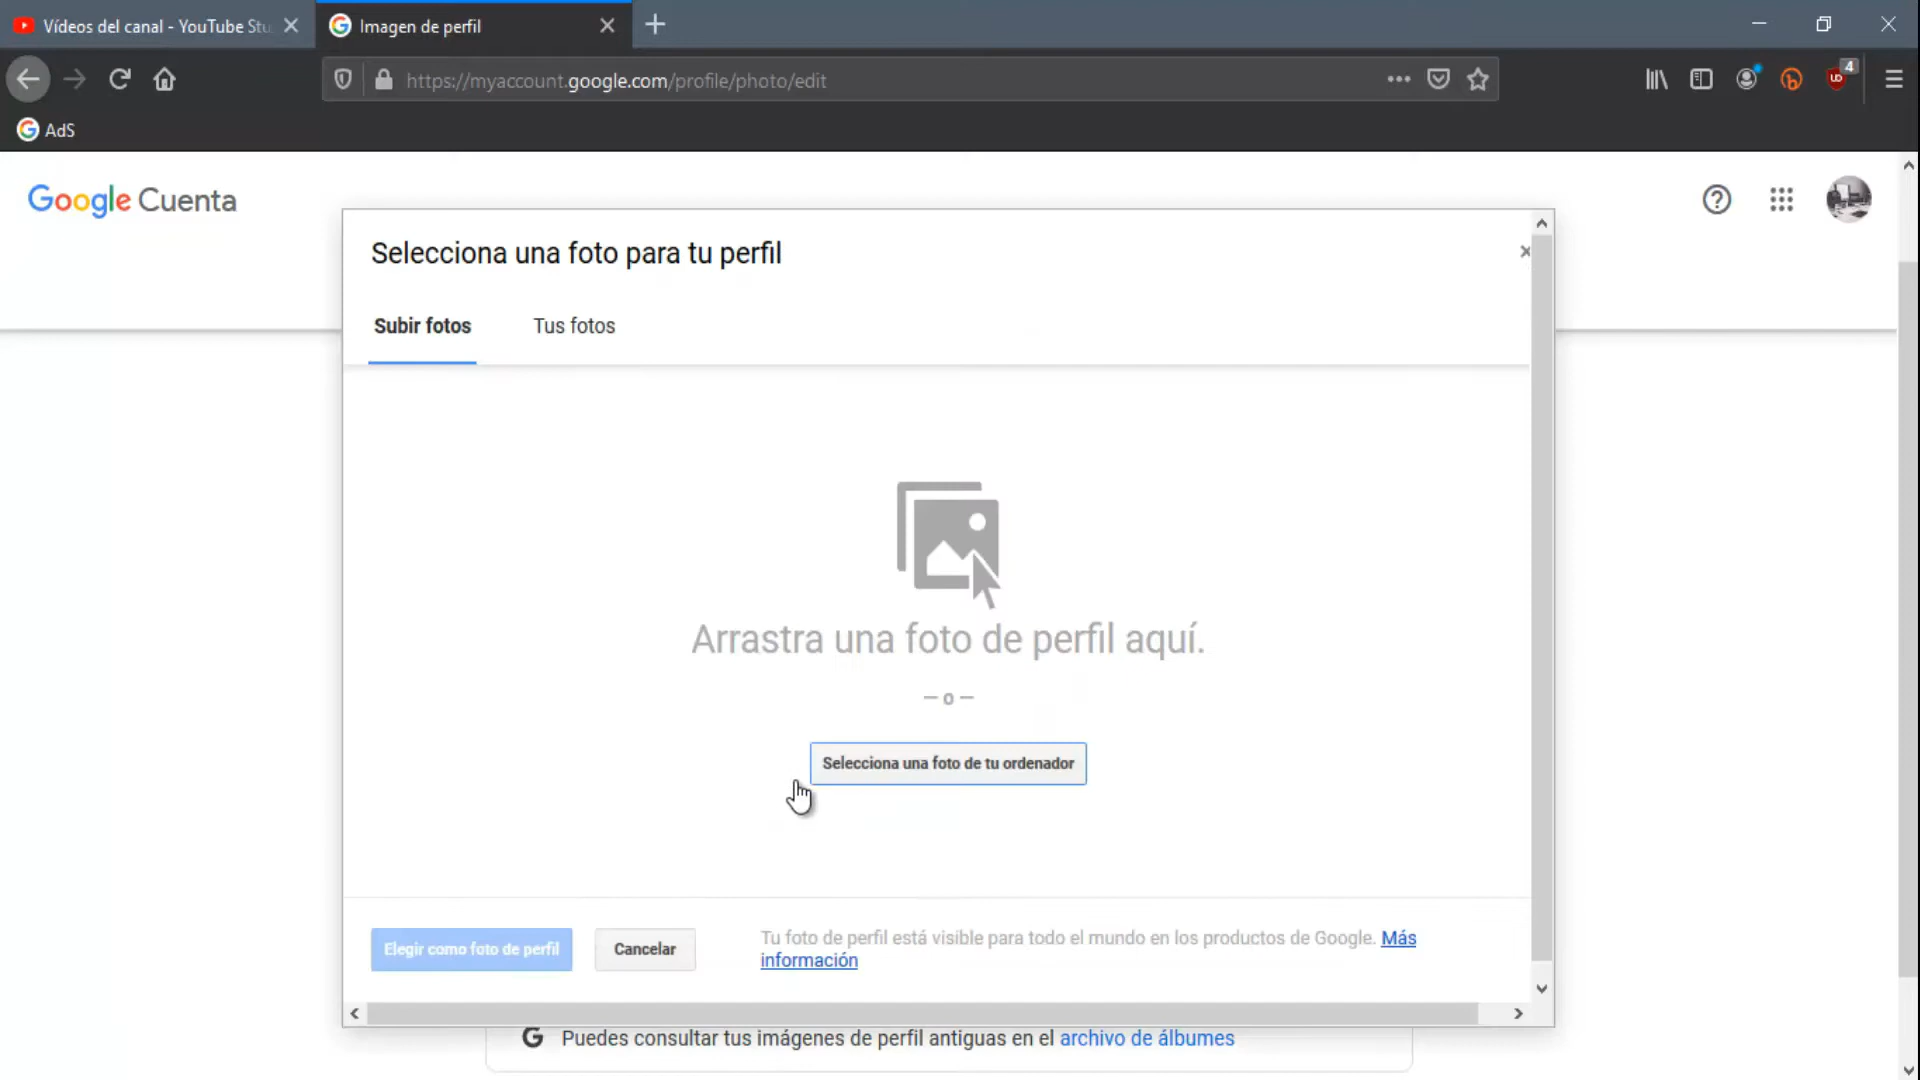 Vídeos del canal - YouTube Stu
Imagen de perfil
https://myaccount.google.com/profile/photo/edit
4
AdS
Google Cuenta
Selecciona una foto para tu perfil
Subir fotos
Tus fotos
Arrastra una foto de perfil aquí.
— o —
Selecciona una foto de tu ordenador
Elegir como foto de perfil
Cancelar
Tu foto de perfil está visible para todo el mundo en los productos de Google. Más
información
Puedes consultar tus imágenes de perfil antiguas en el archivo de álbumes